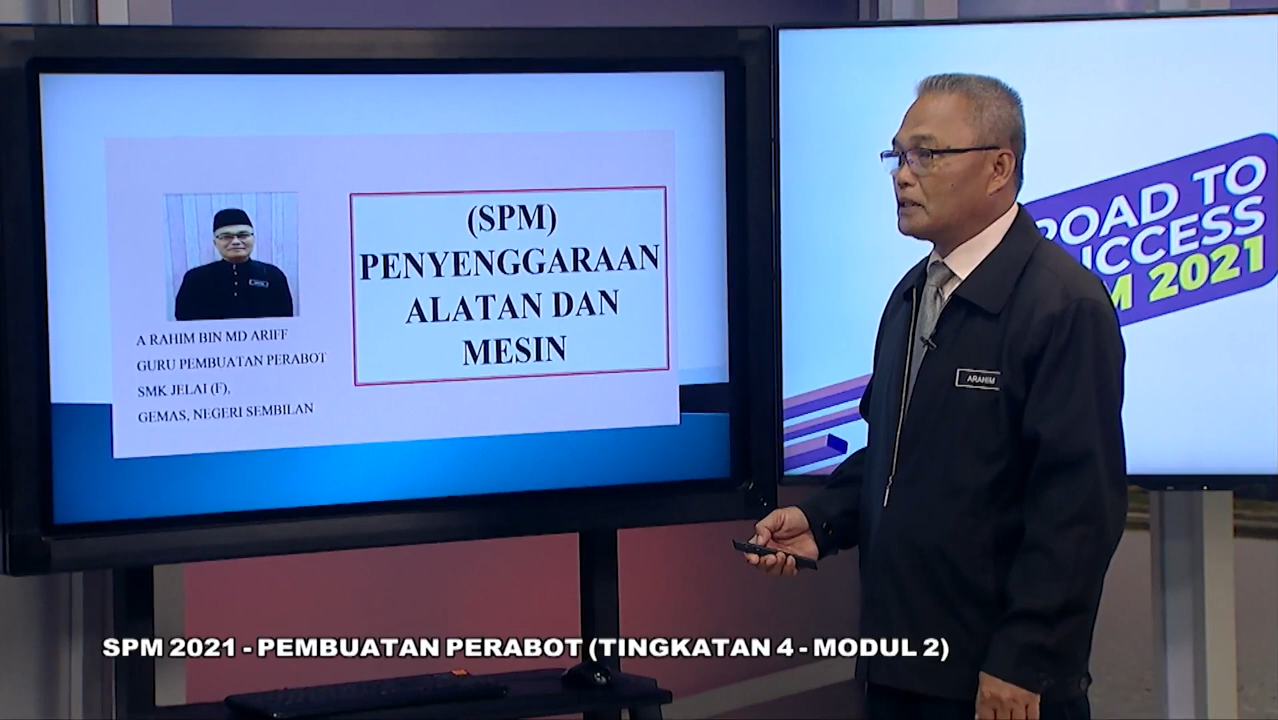 (SPM)
PENYENGGARAAN
ALATAN DAN
MESIN
A RAHIM BIN MD ARIFF
GURU PEMBUATAN PERABOT
SMK JELAI (F),
GEMAS, NEGERI SEMBILAN
ROAD TO
UCCESS
M 2021
ARAHIM
SPM 2021 - PEMBUATAN PERABOT (TINGKATAN 4 - MODUL 2)